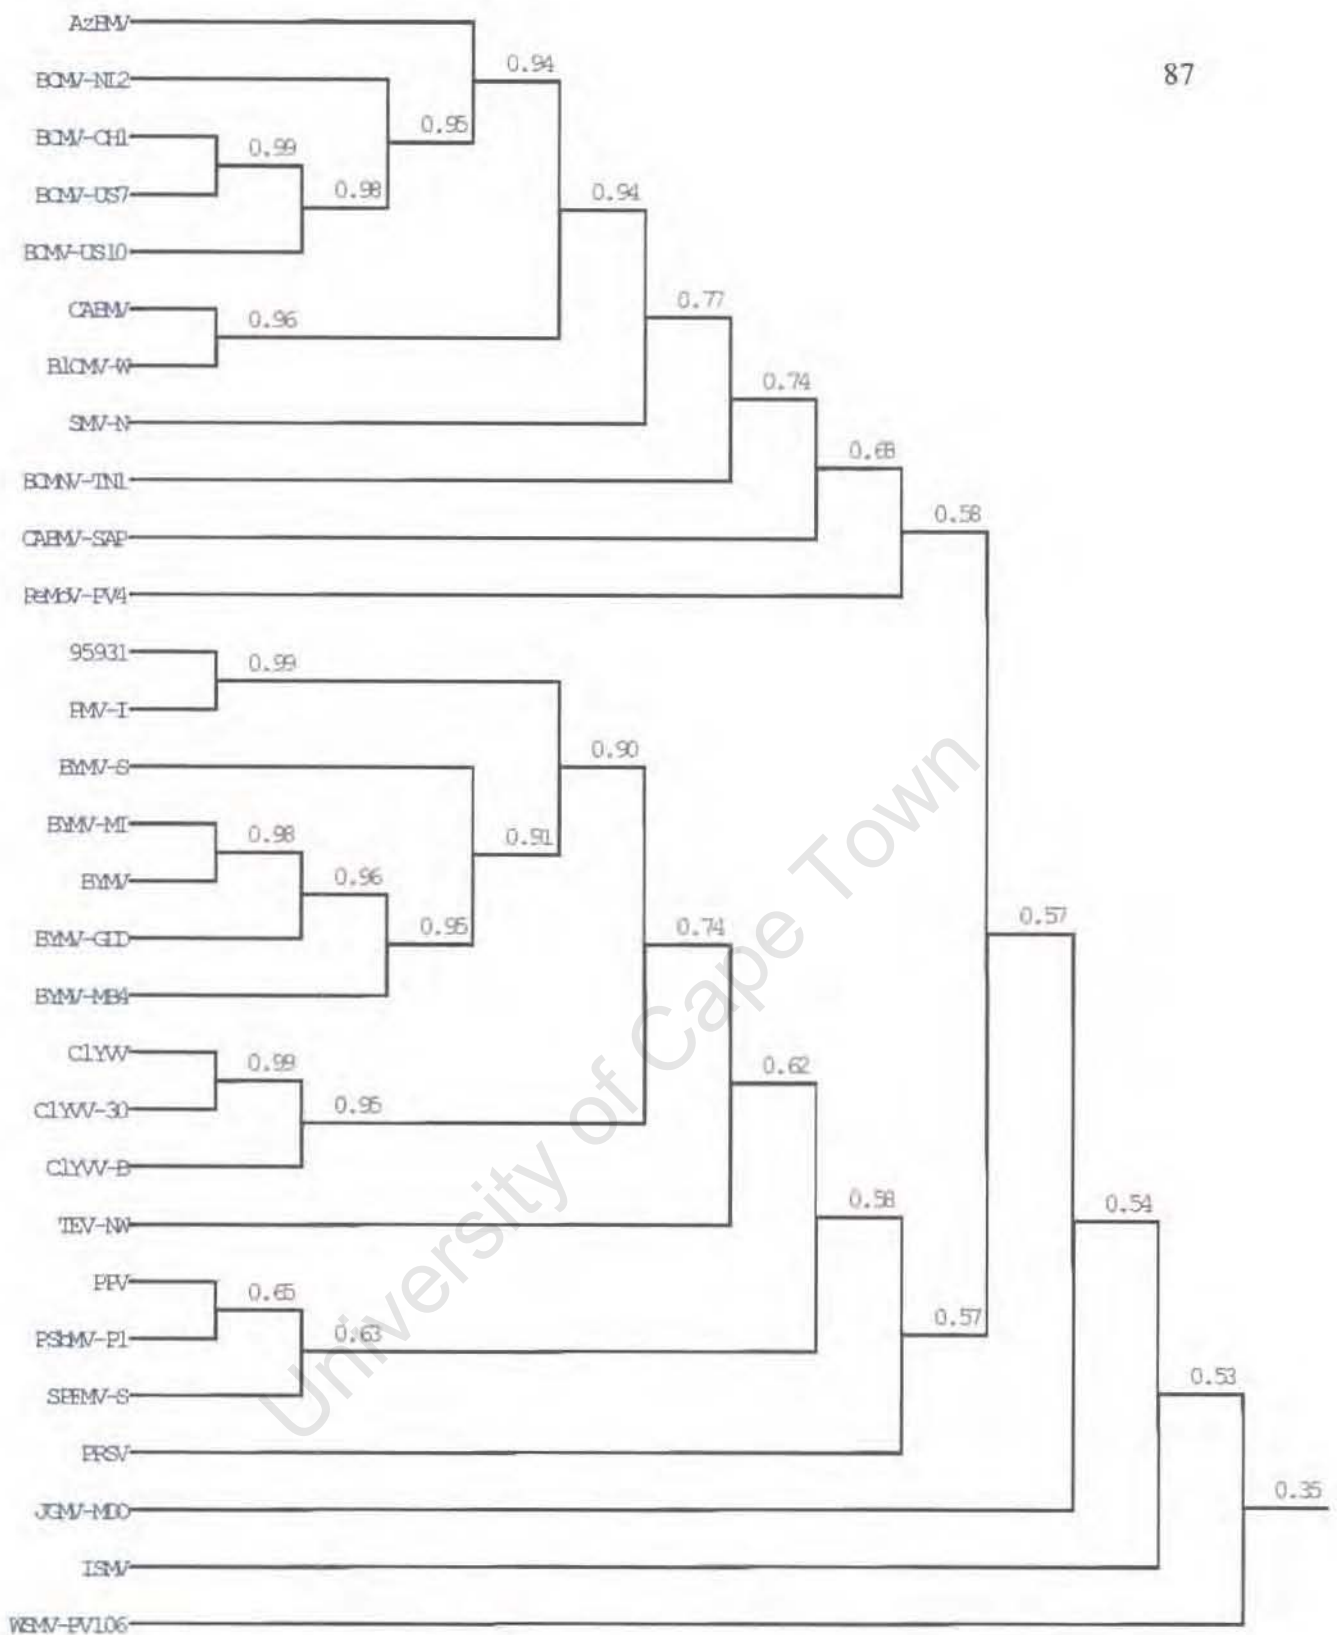 87
AzBMV
0.94
BCMV-NL2
0.95
BCMV-CH1
0.99
BCMV-US7
0.98
0.94
BCMV-US10
CABMV
0.96
0.77
BlCMV-W
0.74
SMV-N
0.68
BCMNV-TN1
0.58
CABMV-SAP
PeMoV-PV4
95931
0.99
PMV-I
0.90
BYMV-S
BYMV-MI
0.98
0.91
BYMV
0.96
BYMV-GDD
0.95
0.74
0.57
BYMV-MB4
ClYVV
0.99
0.62
ClYVV-30
0.95
ClYVV-B
TEV-NW
0.58
0.54
PPV
0.65
PSbMV-P1
0.63
0.57
SPFMV-S
0.53
PRSV
JGMV-MDO
0.35
ISMV
WSMV-PV106
University of Cape Town